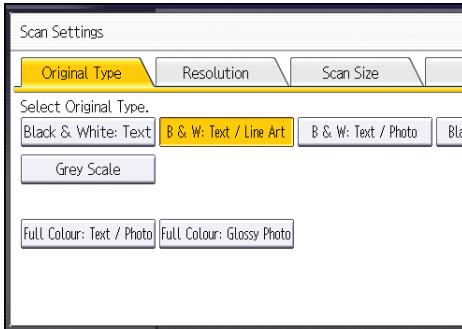 Scan Settings
Original Type Resolution Scan Size
Select Original Type.
Black & White: Text B & W: Text / Line Art B & W: Text / Photo Bla
Grey Scale
Full Colour: Text / Photo Full Colour: Glossy Photo